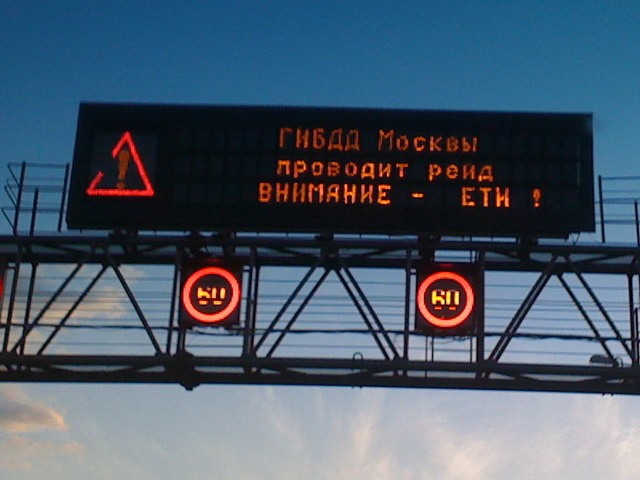 ГИБДД Москвы
проводит рейд
ВНИМАНИЕ - ЕТИ !
60 60